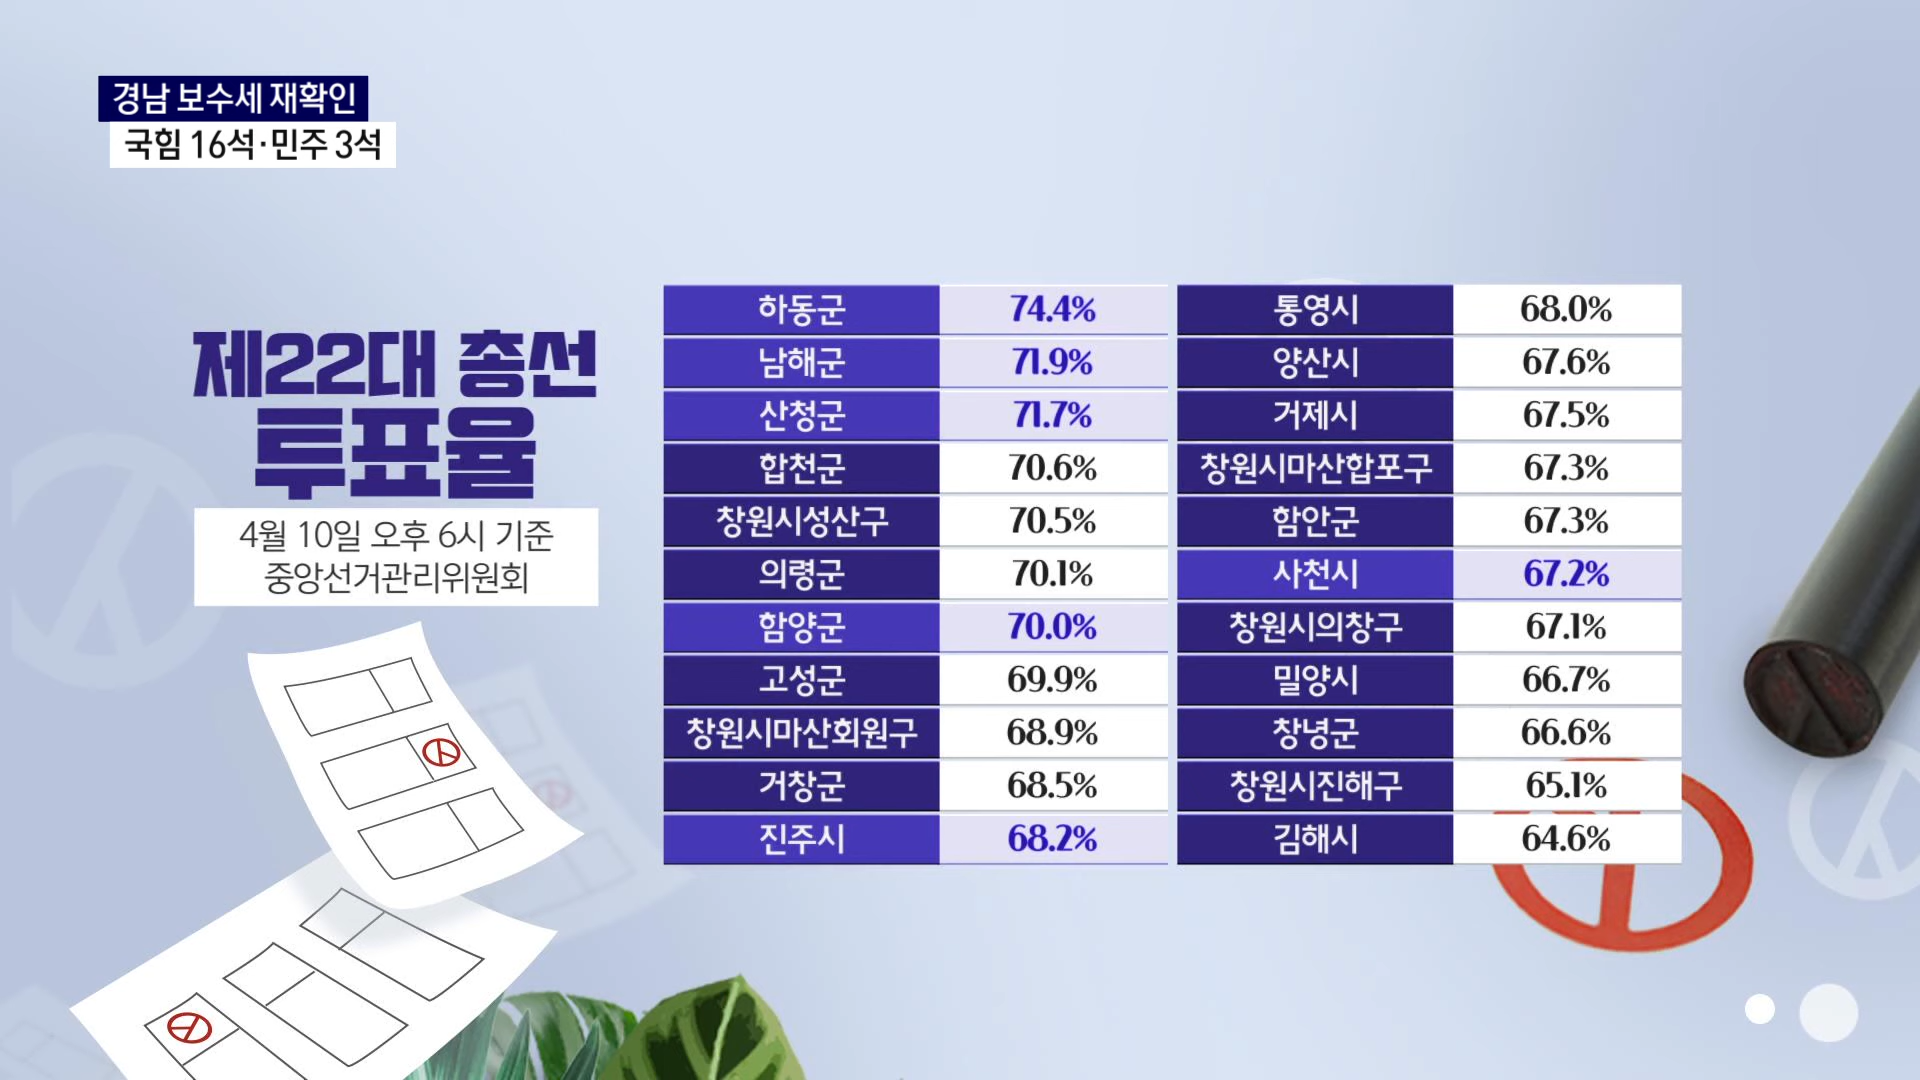 경남 보수세 재확인
국힘 16석·민주 3석
제22대 총선
투표율
4월 10일 오후 6시 기준
중앙선거관리위원회
하동군 74.4%
남해군 71.9%
산청군 71.7%
합천군 70.6%
창원시성산구 70.5%
의령군 70.1%
함양군 70.0%
고성군 69.9%
창원시마산회원구 68.9%
거창군 68.5%
진주시 68.2%
통영시 68.0%
양산시 67.6%
거제시 67.5%
창원시마산합포구 67.3%
함안군 67.3%
사천시 67.2%
창원시의창구 67.1%
밀양시 66.7%
창녕군 66.6%
창원시진해구 65.1%
김해시 64.6%